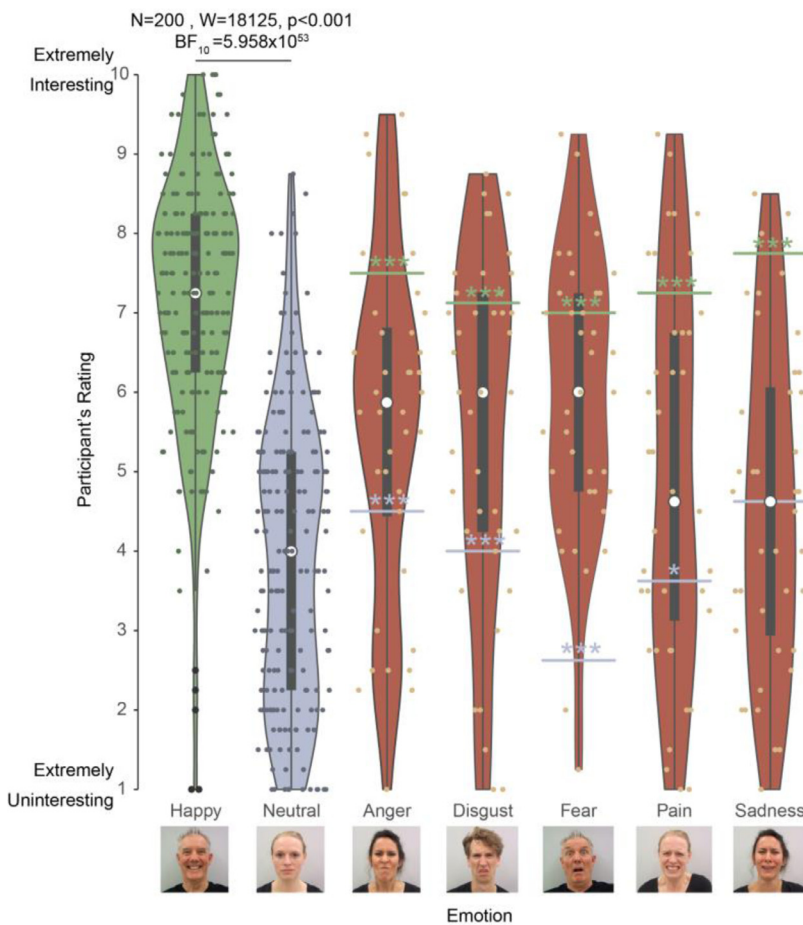 N=200 , W=18125, p<0.001
BF10 =5.958x10^53
Extremely
Interesting
10
9
8
7
6
5
4
3
2
1
Participant's Rating
Extremely
Uninteresting
***
***
***
***
***
***
***
***
*
***
Happy Neutral Anger Disgust Fear Pain Sadness
Emotion